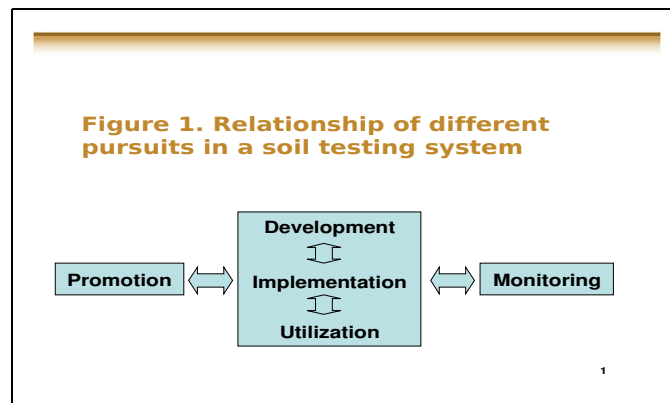 Figure 1. Relationship of different
pursuits in a soil testing system
Development
Promotion
Implementation
Monitoring
Utilization
1